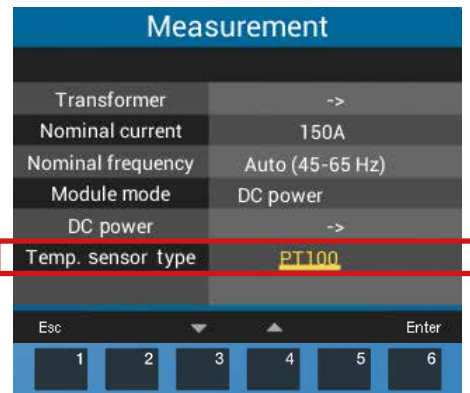 Measurement
Transformer ->
Nominal current 150A
Nominal frequency Auto (45-65 Hz)
Module mode DC power
DC power ->
Temp. sensor type PT100
Esc Enter
1 2 3 4 5 6